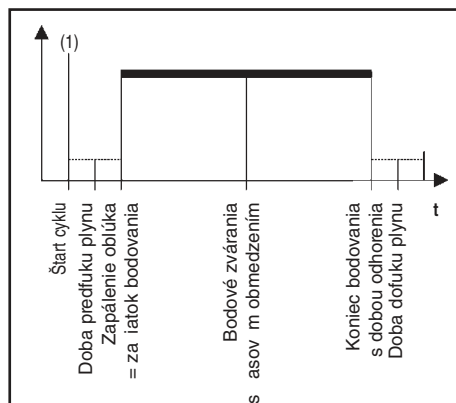 (1)
t
Štart cyklu
Doba predfuku plynu
Zapálenie oblúka
= za iatok bodovania
Bodové zvárania
s asov m obmedzením
Koniec bodovania
s dobou odhorenia
Doba dofuku plynu